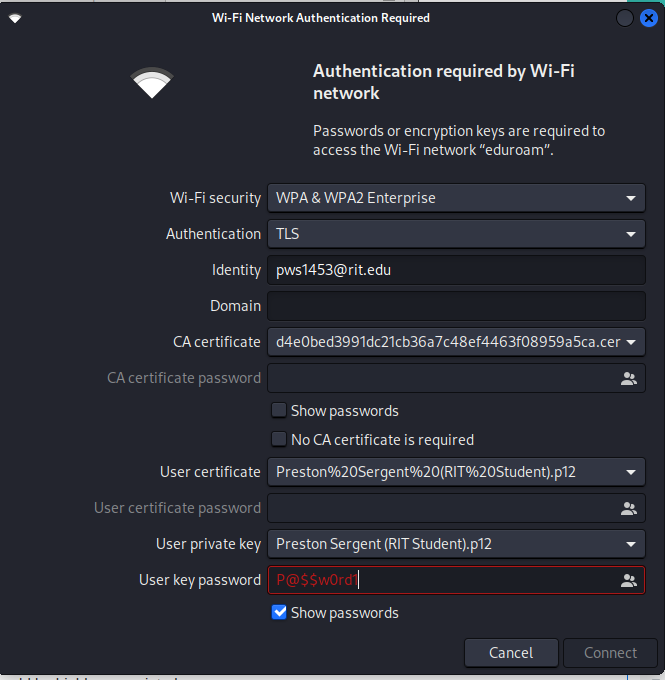 Wi-Fi Network Authentication Required
Authentication required by Wi-Fi
network
Passwords or encryption keys are required to
access the Wi-Fi network “eduroam”.
Wi-Fi security WPA & WPA2 Enterprise
Authentication TLS
Identity pws1453@rit.edu
Domain
CA certificate d4e0bed3991dc21cb36a7c48ef4463f08959a5ca.cer
CA certificate password
Show passwords
No CA certificate is required
User certificate Preston%20Sergent%20(RIT%20Student).p12
User certificate password
User private key Preston Sergent (RIT Student).p12
User key password P@$$w0rd1
Show passwords
Cancel Connect